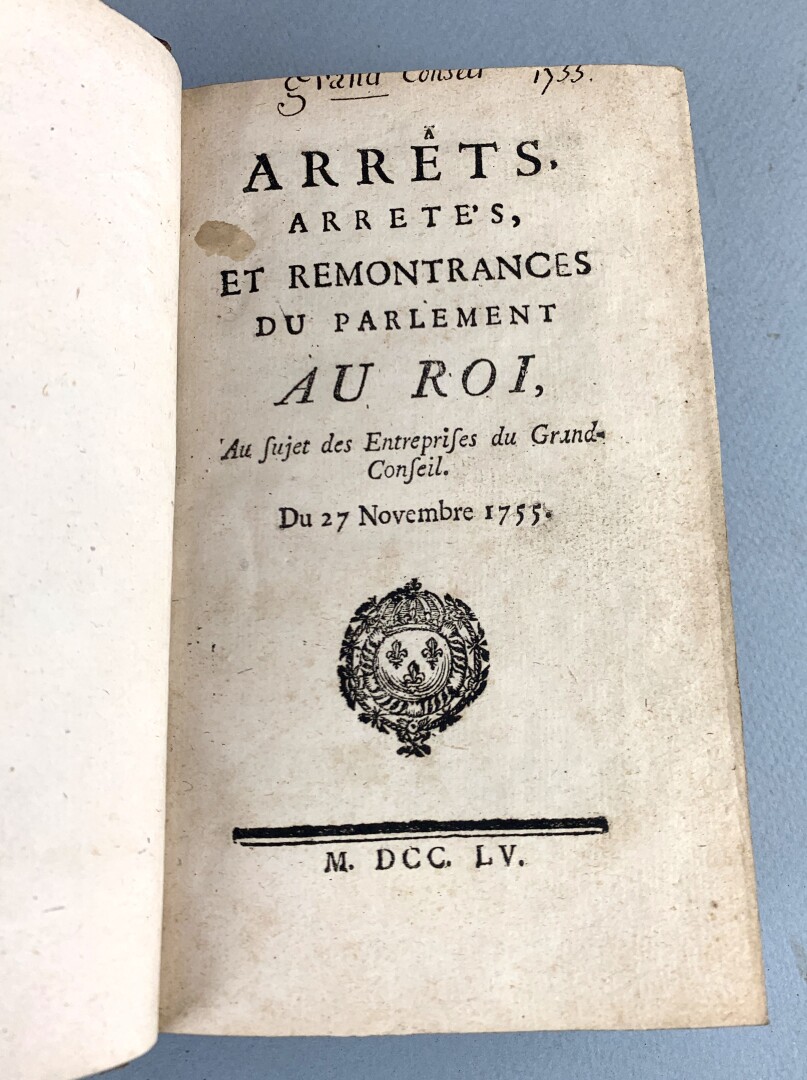 Grand Conseil 1755.
ARRÊTS,
ARRETE'S,
ET REMONTRANCES
DU PARLEMENT
AU ROI,
Au ſujet des Entrepriſes du Grand-
Conſeil.
Du 27 Novembre 1755.
M. DCC. LV.